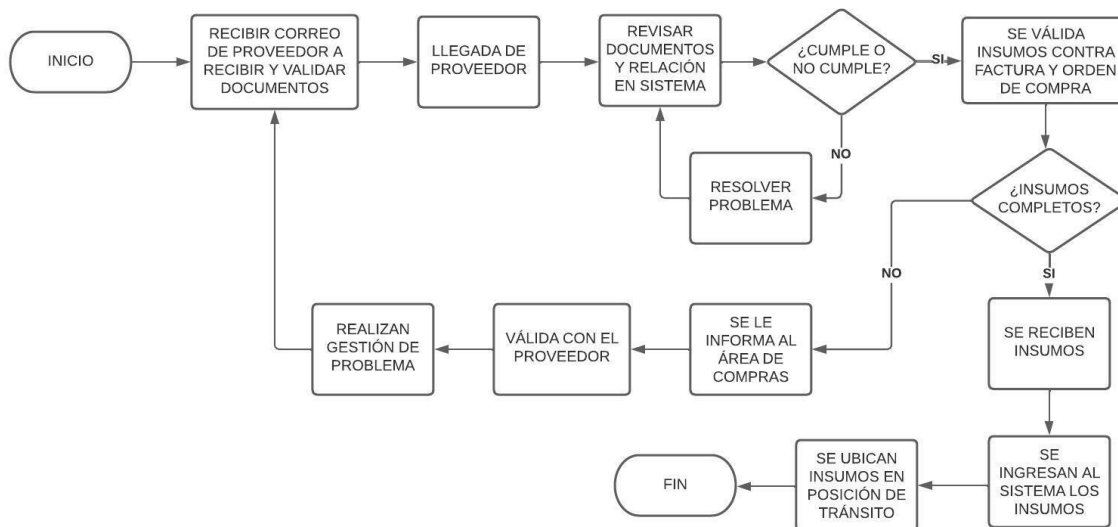 INICIO
RECIBIR CORREO
DE PROVEEDOR A
RECIBIR Y VALIDAR
DOCUMENTOS
LLEGADA DE
PROVEEDOR
REVISAR
DOCUMENTOS
Y RELACIÓN
EN SISTEMA
¿CUMPLE O
NO CUMPLE?
SI
SE VÁLIDA
INSUMOS CONTRA
FACTURA Y ORDEN
DE COMPRA
NO
RESOLVER
PROBLEMA
¿INSUMOS
COMPLETOS?
NO
SI
REALIZAN
GESTIÓN DE
PROBLEMA
VÁLIDA CON EL
PROVEEDOR
SE LE
INFORMA AL
ÁREA DE
COMPRAS
SE RECIBEN
INSUMOS
FIN
SE UBICAN
INSUMOS EN
POSICIÓN DE
TRÁNSITO
SE
INGRESAN AL
SISTEMA LOS
INSUMOS